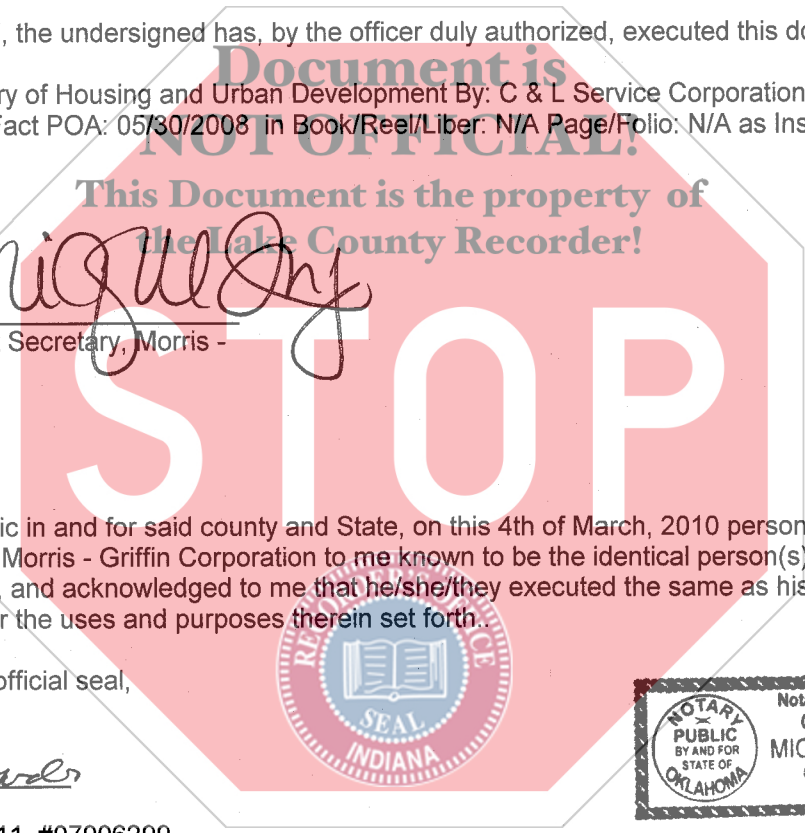 , the undersigned has, by the officer duly authorized, executed this do
Document is
ry of Housing and Urban Development By: C & L Service Corporation
Fact POA: 05/30/2008 in Book/Reel/Liber: N/A Page/Folio: N/A as Ins
NOT OFFICIAL!
This Document is the property of
the Lake County Recorder!
Secretary, Morris -
STOP
ic in and for said county and State, on this 4th of March, 2010 person
Morris - Griffin Corporation to me known to be the identical person(s)
, and acknowledged to me that he/she/they executed the same as his
r the uses and purposes therein set forth..
official seal,
SEAL
INDIANA
NOTARY
PUBLIC
BY AND FOR
STATE OF
OKLAHOMA
Not
MIC